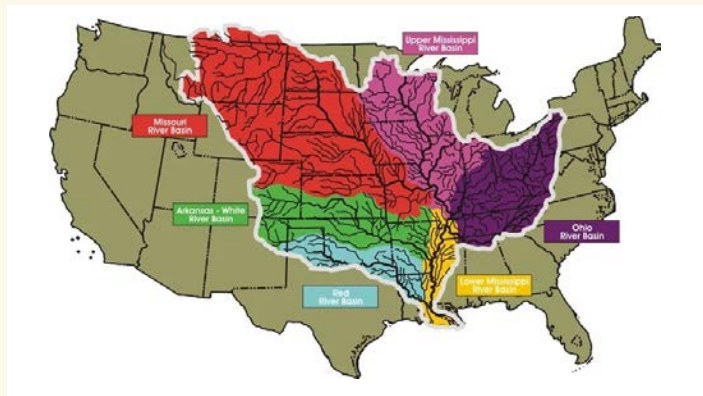 Upper Mississippi
River Basin
Missouri
River Basin
Arkansas - White
River Basin
Ohio
River Basin
Red
River Basin
Lower Mississippi
River Basin